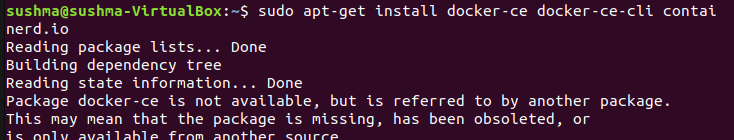 sushma@sushma-VirtualBox:~$ sudo apt-get install docker-ce docker-ce-cli contai
nerd.io
Reading package lists... Done
Building dependency tree
Reading state information... Done
Package docker-ce is not available, but is referred to by another package.
This may mean that the package is missing, has been obsoleted, or
is only available from another source